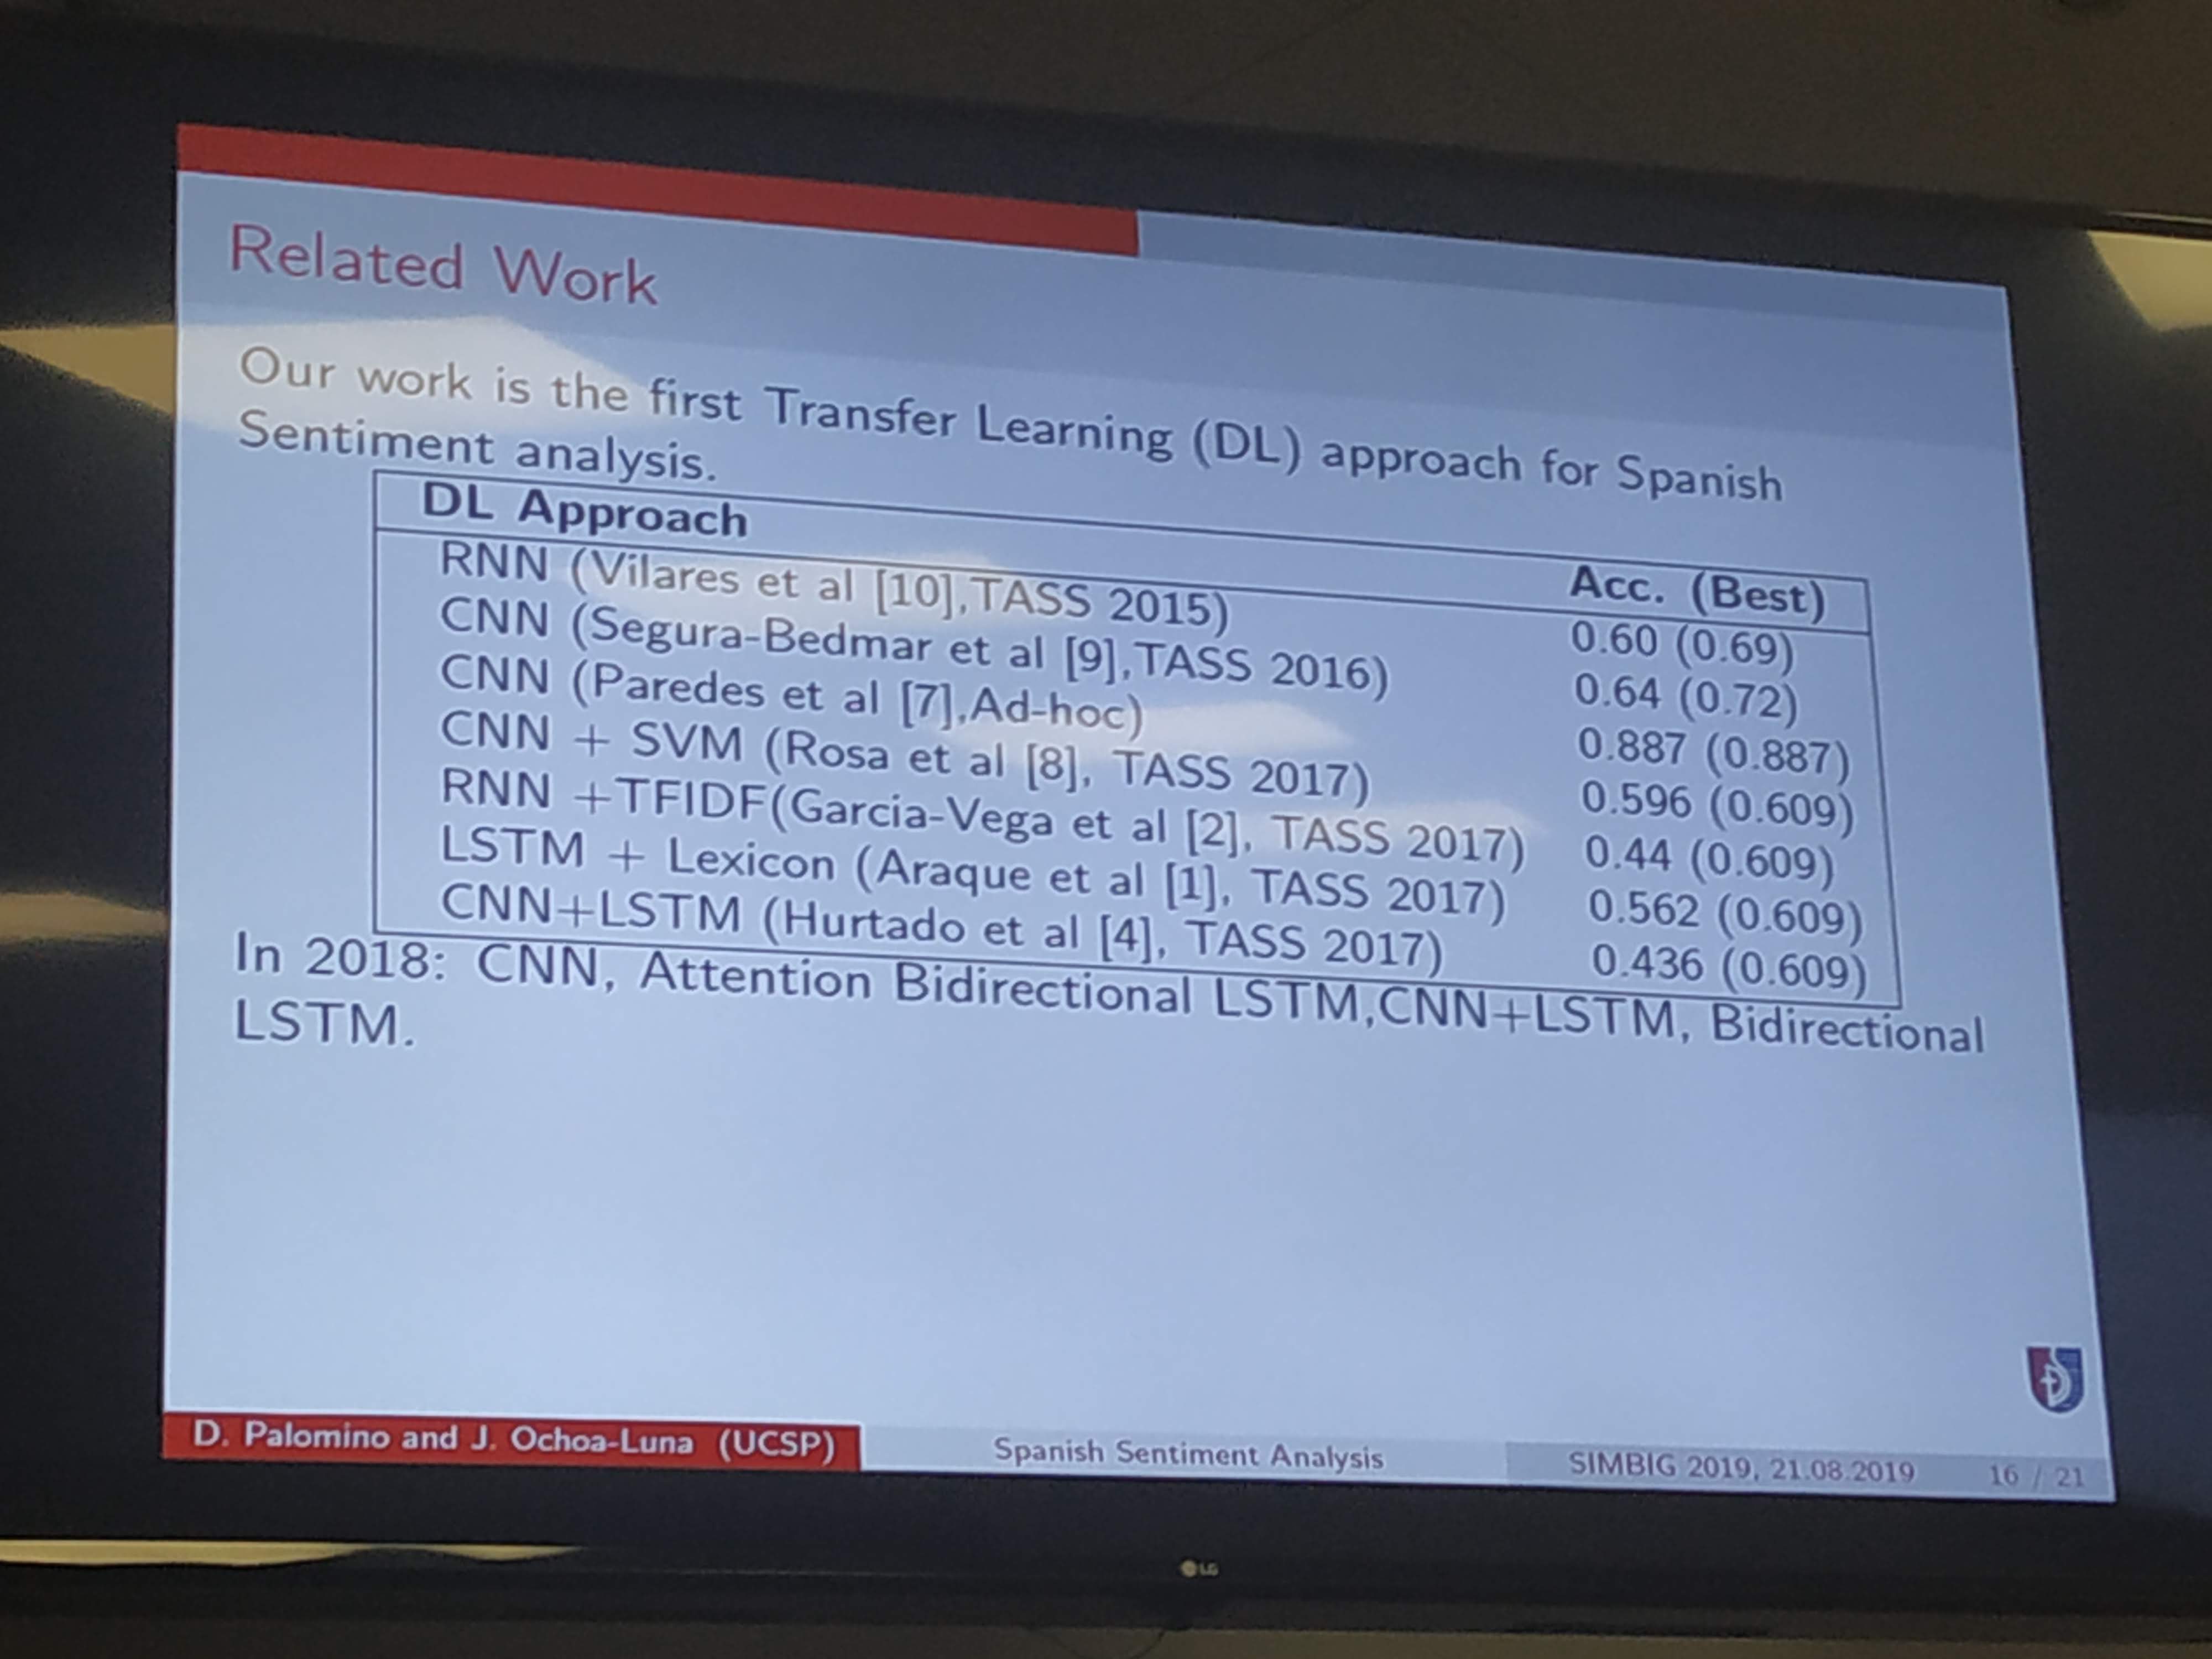 Related Work
Our work is the first Transfer Learning (DL) approach for Spanish
Sentiment analysis.
DL Approach Acc. (Best)
RNN (Vilares et al [10],TASS 2015) 0.60 (0.69)
CNN (Segura-Bedmar et al [9],TASS 2016) 0.64 (0.72)
CNN (Paredes et al [7],Ad-hoc) 0.887 (0.887)
CNN + SVM (Rosa et al [8], TASS 2017) 0.596 (0.609)
RNN +TFIDF(Garcia-Vega et al [2], TASS 2017) 0.44 (0.609)
LSTM + Lexicon (Araque et al [1], TASS 2017) 0.562 (0.609)
CNN+LSTM (Hurtado et al [4], TASS 2017) 0.436 (0.609)
In 2018: CNN, Attention Bidirectional LSTM,CNN+LSTM, Bidirectional
LSTM.
D. Palomino and J. Ochoa-Luna (UCSP) Spanish Sentiment Analysis SIMBIG 2019, 21.08.2019 16 / 21
LG